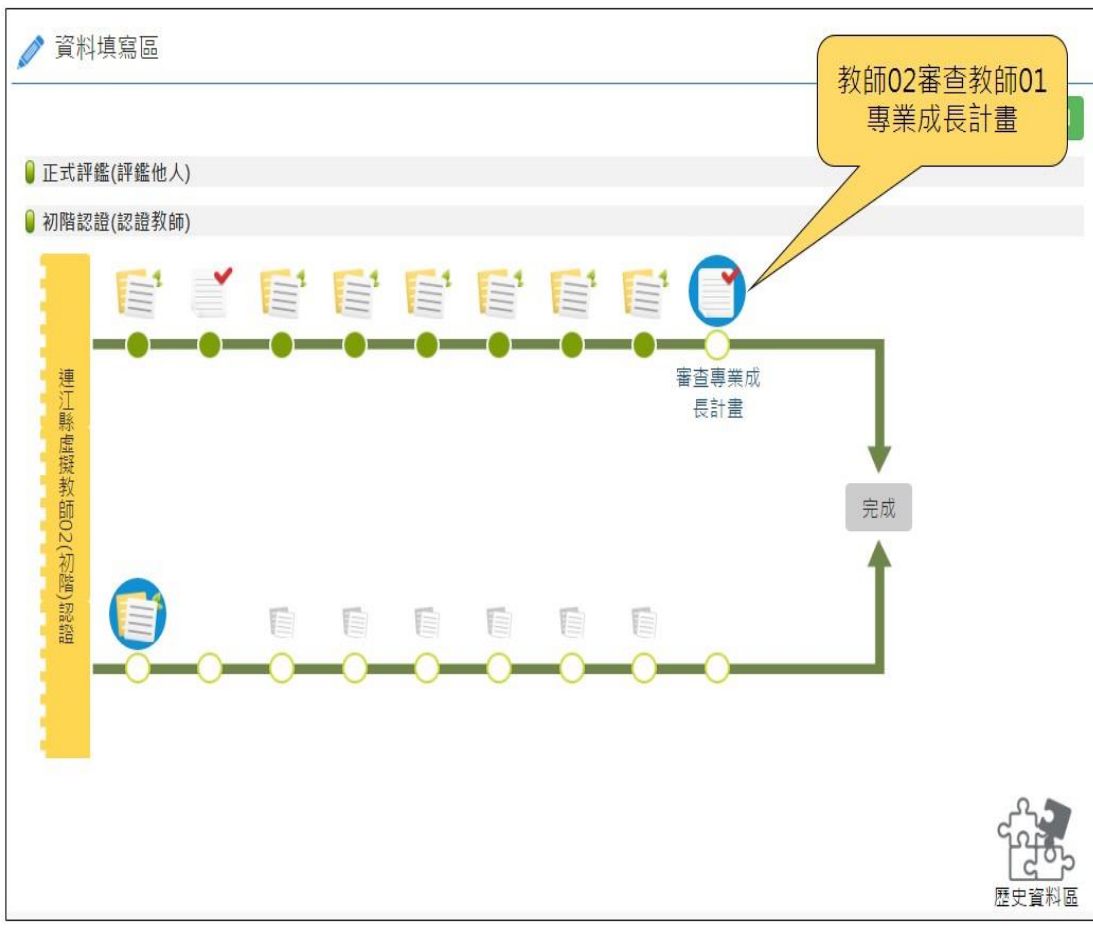 資料填寫區
教師02審查教師01
專業成長計畫
正式評鑑(評鑑他人)
初階認證(認證教師)
連江縣虛擬教師02(初階)認證
審查專業成
長計畫
完成
歷史資料區